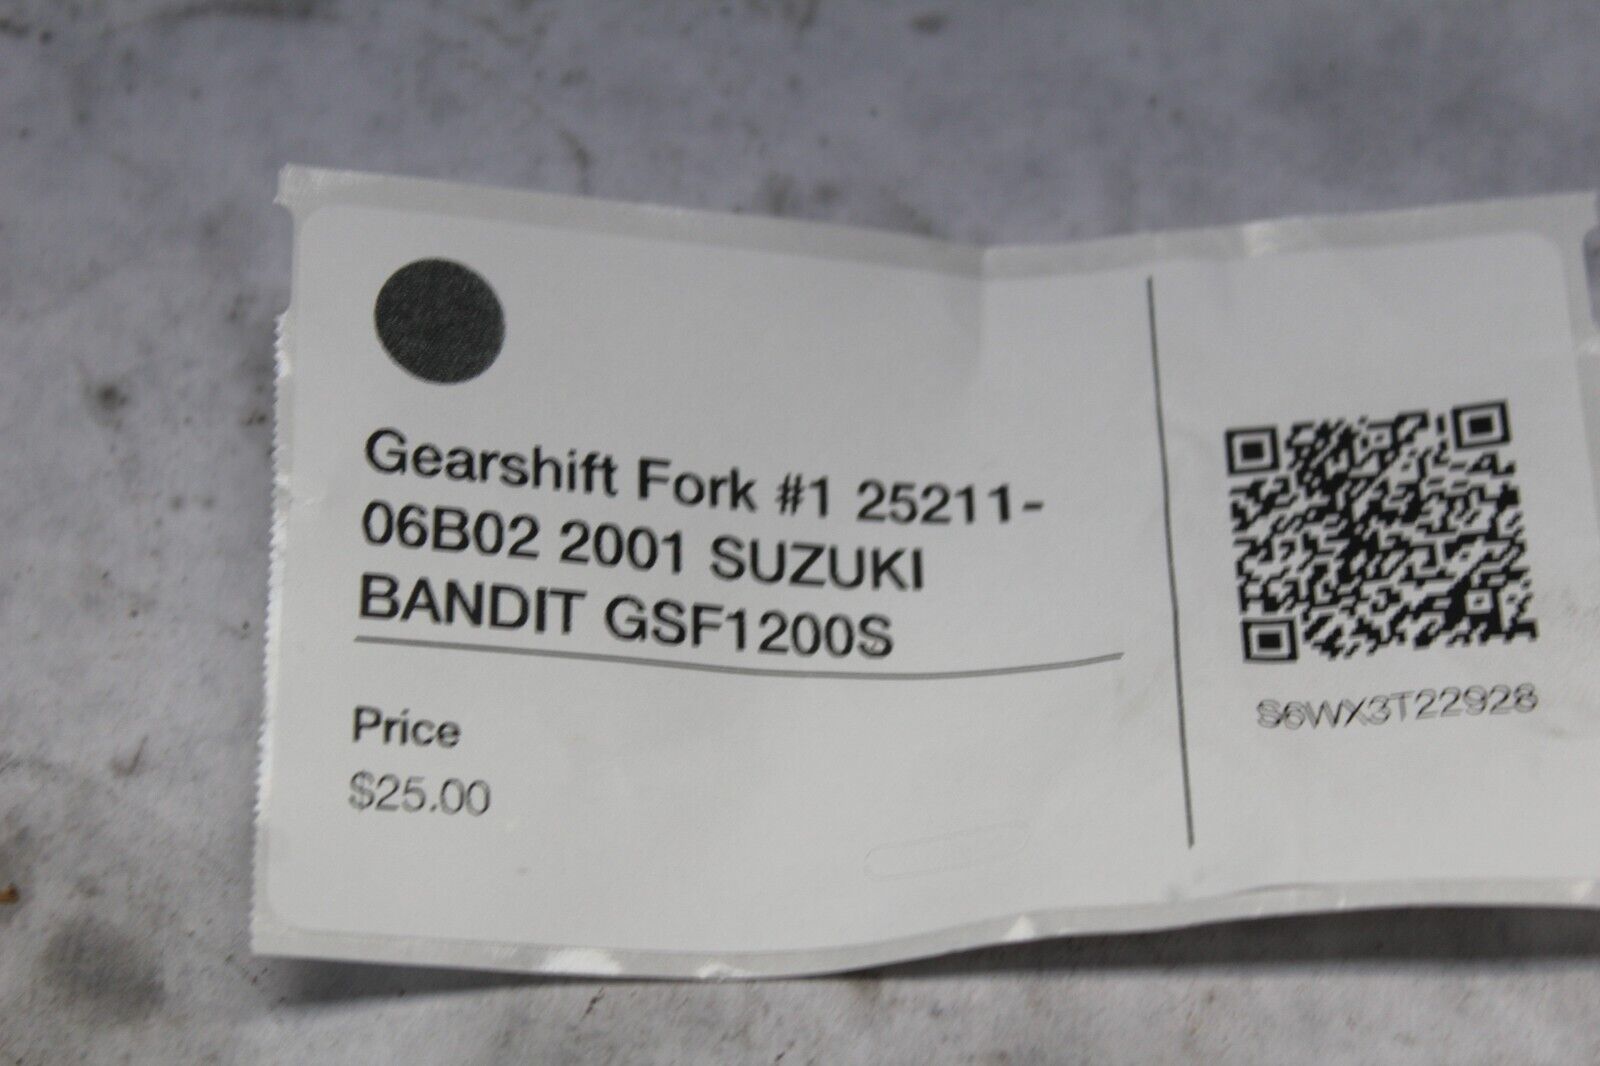 Gearshift Fork #1 25211-
06B02 2001 SUZUKI
BANDIT GSF1200S
Price
$25.00
S6WX3T22928